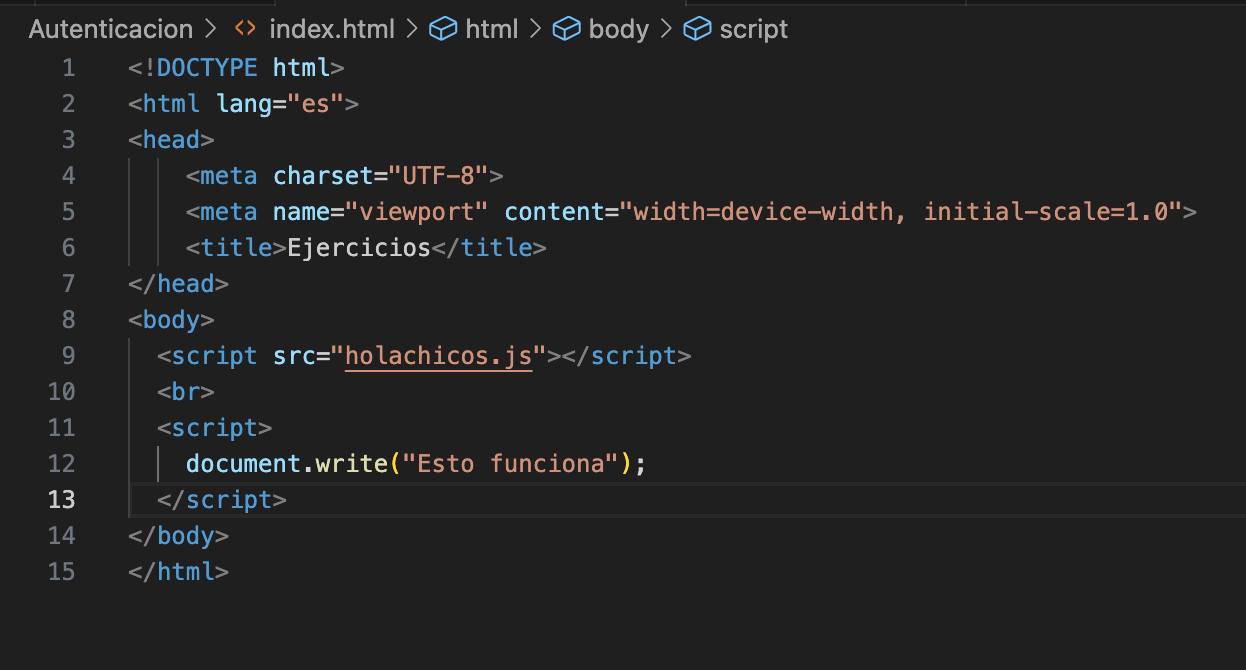 Autenticacion > <> index.html > html > body > script
1 <!DOCTYPE html>
2 <html lang="es">
3 <head>
4 <meta charset="UTF-8">
5 <meta name="viewport" content="width=device-width, initial-scale=1.0">
6 <title>Ejercicios</title>
7 </head>
8 <body>
9 <script src="holachicos.js"></script>
10 <br>
11 <script>
12 document.write("Esto funciona");
13 </script>
14 </body>
15 </html>